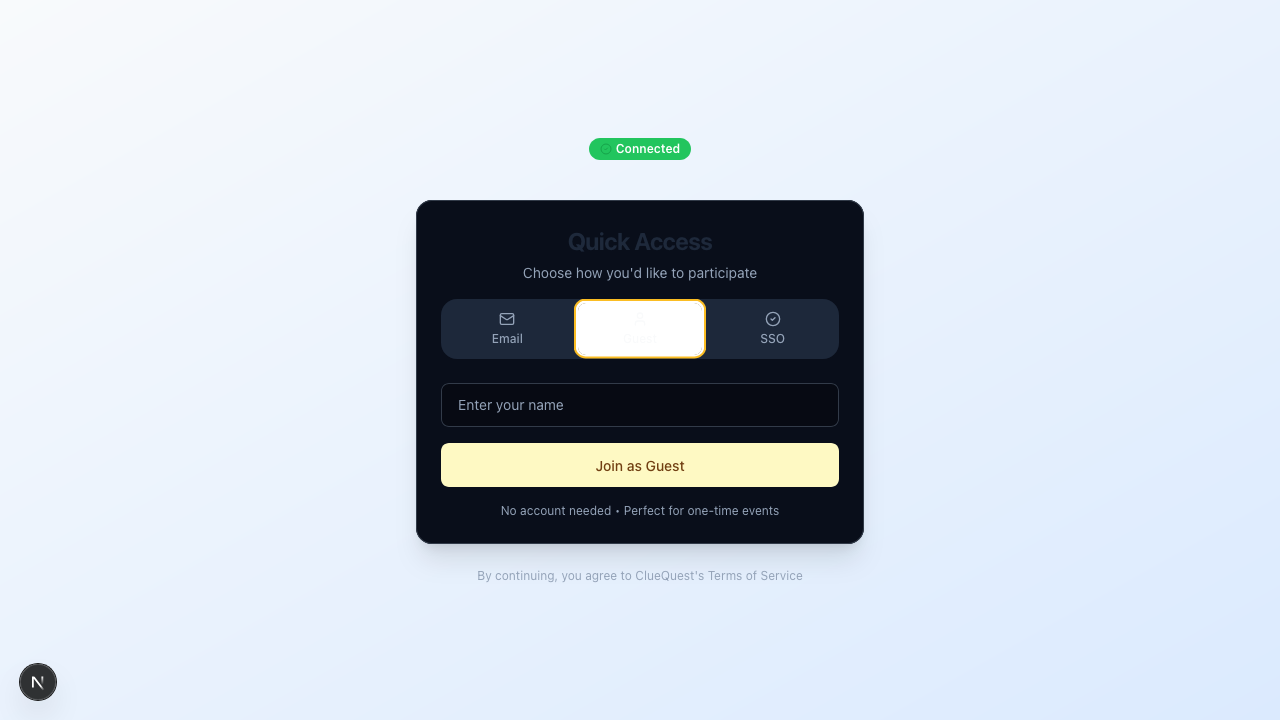 Connected
Quick Access
Choose how you'd like to participate
Email
Guest
SSO
Enter your name
Join as Guest
No account needed • Perfect for one-time events
By continuing, you agree to ClueQuest's Terms of Service
N